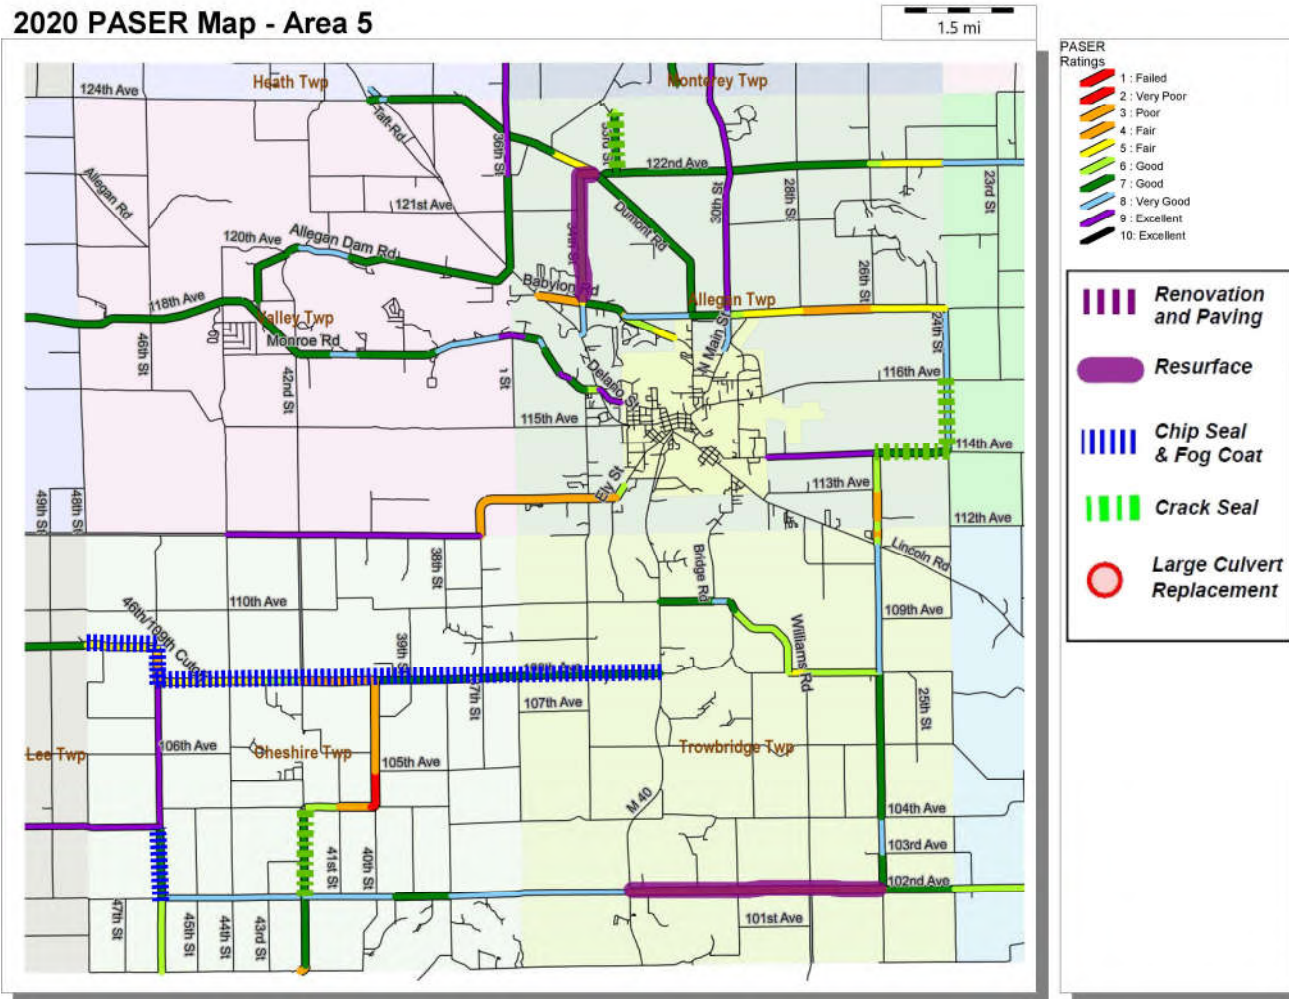 2020 PASER Map - Area 5
1.5 mi
PASER
Ratings
1 : Failed
2 : Very Poor
3 : Poor
4 : Fair
5 : Fair
6 : Good
7 : Good
8 : Very Good
9 : Excellent
10: Excellent
Renovation
and Paving
Resurface
Chip Seal
& Fog Coat
Crack Seal
Large Culvert
Replacement
Heath Twp
Monterey Twp
124th Ave
Taft-Rd
36th St
33rd St
122nd Ave
Allegan Rd
121st Ave
30th St
28th St
23rd St
Dumont Rd
34th St
120th Ave
Allegan Dam Rd
26th St
Babylon Rd
118th Ave
Allegan Twp
Valley Twp
24th St
Monroe Rd
N Main St
46th St
60
42nd St
Delano St
116th Ave
115th Ave
114th Ave
113th Ave
Ely St
49th St
48th St
112th Ave
38th St
Bridge Rd
Lincoln Rd
110th Ave
109th Ave
46th/109th Cutoff
39th St
Williams Rd
108th Ave
37th St
107th Ave
25th St
Lee Twp
106th Ave
Cheshire Twp
105th Ave
Trowbridge Twp
M 40
104th Ave
103rd Ave
41st St
40th St
102nd Ave
47th St
45th St
44th St
43rd St
101st Ave